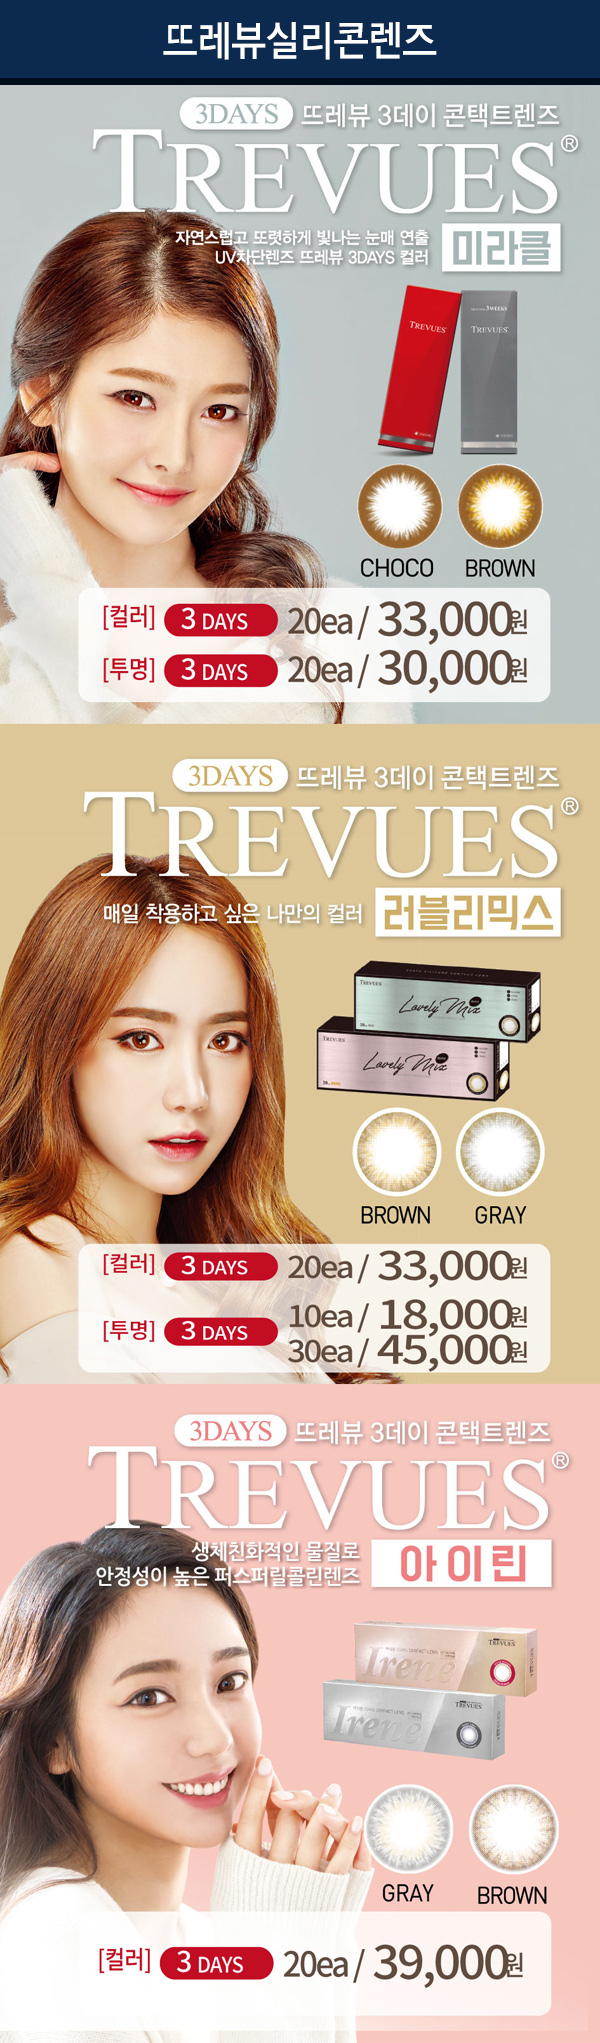 뜨레뷰실리콘렌즈
3DAYS 뜨레뷰 3데이 콘택트렌즈
TREVUES®
자연스럽고 또렷하게 빛나는 눈매 연출
UV차단렌즈 뜨레뷰 3DAYS 컬러
미라클
3 WEEKS
TREVUES
TREVUES
CHOCO BROWN
[컬러] 3 DAYS 20ea / 33,000원
[투명] 3 DAYS 20ea / 30,000원
3DAYS 뜨레뷰 3데이 콘택트렌즈
TREVUES®
매일 착용하고 싶은 나만의 컬러 러블리믹스
TREVUES
Lovely Mix
TREVUES
Lovely Mix
BROWN GRAY
[컬러] 3 DAYS 20ea / 33,000원
[투명] 3 DAYS 10ea / 18,000원
30ea / 45,000원
3DAYS 뜨레뷰 3데이 콘택트렌즈
TREVUES®
생체친화적인 물질로
안정성이 높은 퍼스퍼릴콜린렌즈
아이린
TREVUES
Irene
TREVUES
Irene
GRAY BROWN
[컬러] 3 DAYS 20ea / 39,000원